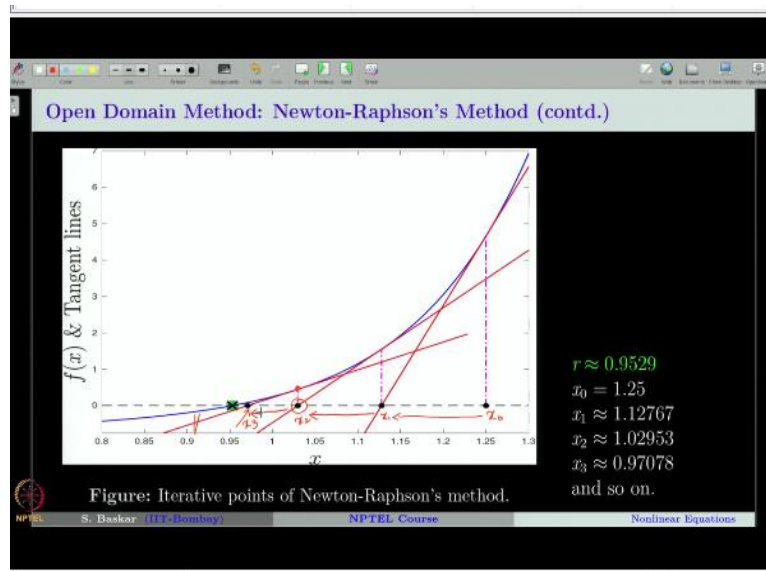 Open Domain Method: Newton-Raphson's Method (contd.)
f(x) & Tangent lines
7
6
5
4
3
2
1
0
0.8 0.85 0.9 0.95 1 1.05 1.1 1.15 1.2 1.25 1.3
x
x3 x2 x1 x0
r ≈ 0.9529
x₀ = 1.25
x₁ ≈ 1.12767
x₂ ≈ 1.02953
x₃ ≈ 0.97078
and so on.
Figure: Iterative points of Newton-Raphson's method.
NPTEL
S. Baskar (IIT-Bombay) NPTEL Course Nonlinear Equations